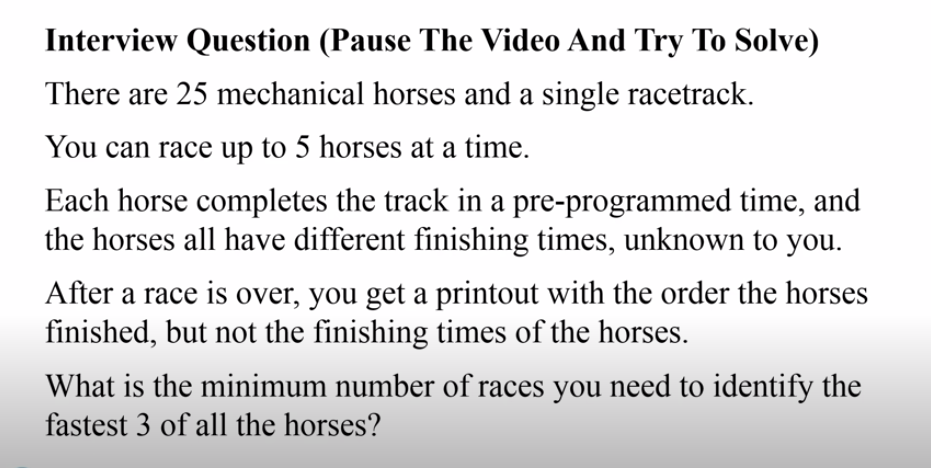 Interview Question (Pause The Video And Try To Solve)
There are 25 mechanical horses and a single racetrack.
You can race up to 5 horses at a time.
Each horse completes the track in a pre-programmed time, and
the horses all have different finishing times, unknown to you.
After a race is over, you get a printout with the order the horses
finished, but not the finishing times of the horses.
What is the minimum number of races you need to identify the
fastest 3 of all the horses?